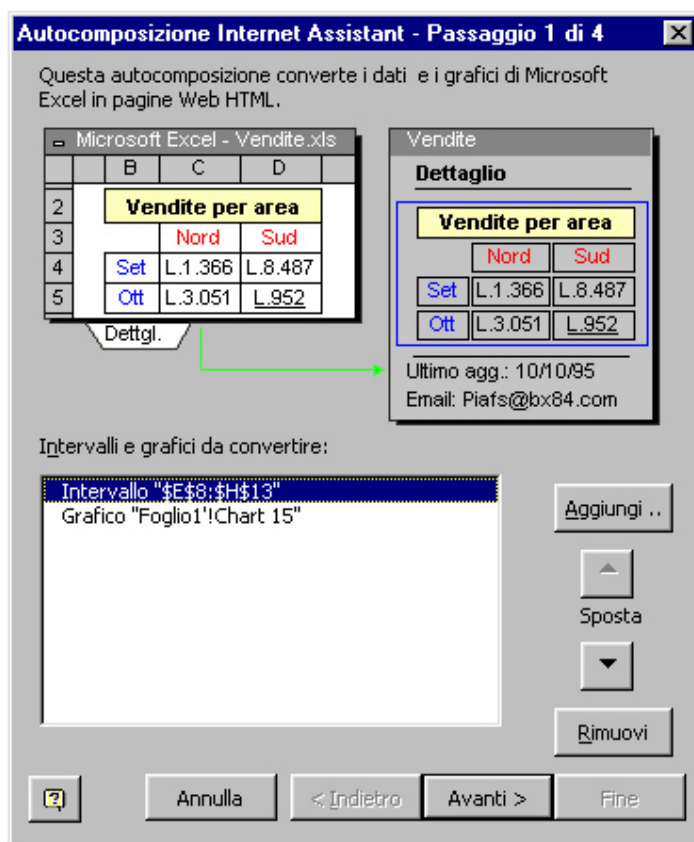 Autocomposizione Internet Assistant - Passaggio 1 di 4
Questa autocomposizione converte i dati e i grafici di Microsoft
Excel in pagine Web HTML.
Microsoft Excel - Vendite.xls
B C D
2 Vendite per area
3 Nord Sud
4 Set L.1.366 L.8.487
5 Ott L.3.051 L.952
Dettgl.
Vendite
Dettaglio
Vendite per area
Nord Sud
Set L.1.366 L.8.487
Ott L.3.051 L.952
Ultimo agg.: 10/10/95
Email: Piafs@bx84.com
Intervalli e grafici da convertire:
Intervallo "$E$8:$H$13"
Grafico "Foglio1'!Chart 15"
Aggiungi ..
Sposta
Rimuovi
Annulla
< Indietro
Avanti >
Fine